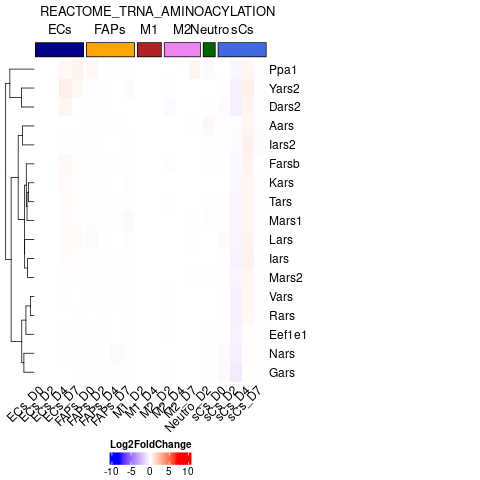 REACTOME_TRNA_AMINOACYLATION
ECs FAPs M1 M2 Neutro sCs
Ppa1
Yars2
Dars2
Aars
Iars2
Farsb
Kars
Tars
Mars1
Lars
Iars
Mars2
Vars
Rars
Eef1e1
Nars
Gars
ECs_D0 ECs_D2 ECs_D4 ECs_D7 FAPs_D0 FAPs_D2 FAPs_D4 FAPs_D7 M1_D2 M1_D4 M2_D2 M2_D4 M2_D7 Neutro_D2 sCs_D0 sCs_D2 sCs_D4 sCs_D7
Log2FoldChange
-10 -5 0 5 10